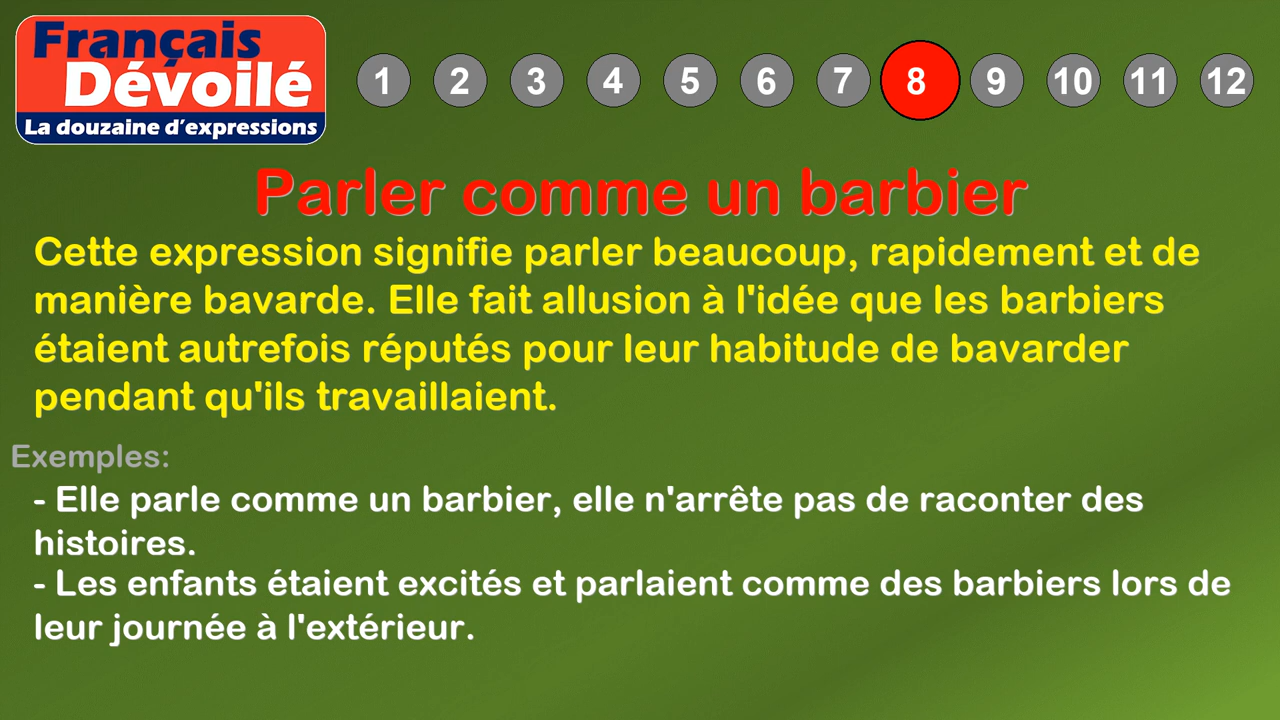 Français
Dévoilé
La douzaine d'expressions
1 2 3 4 5 6 7 8 9 10 11 12
Parler comme un barbier
Cette expression signifie parler beaucoup, rapidement et de
manière bavarde. Elle fait allusion à l'idée que les barbiers
étaient autrefois réputés pour leur habitude de bavarder
pendant qu'ils travaillaient.
Exemples:
- Elle parle comme un barbier, elle n'arrête pas de raconter des
histoires.
- Les enfants étaient excités et parlaient comme des barbiers lors de
leur journée à l'extérieur.